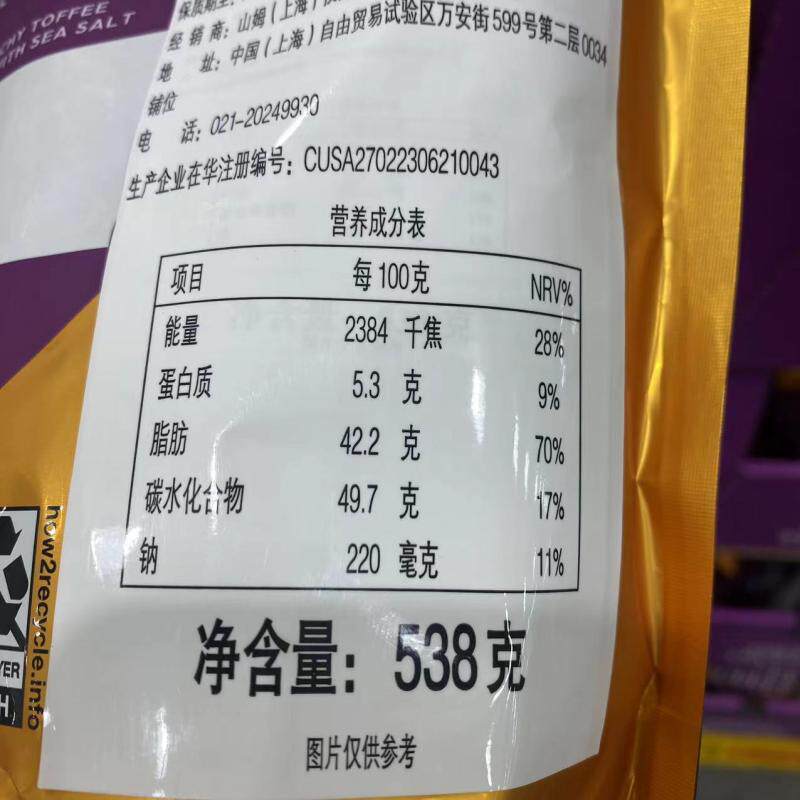 CHY TOFFEE
WITH SEA SALT
保质期至:
经 销 商: 山姆(上海)
地 址: 中国(上海)自由贸易试验区万安街599号第二层0034
铺位
电 话: 021-20249930
生产企业在华注册编号: CUSA27022306210043
营养成分表
项目 每100克 NRV%
能量 2384 千焦 28%
蛋白质 5.3 克 9%
脂肪 42.2 克 70%
碳水化合物 49.7 克 17%
钠 220 毫克 11%
净含量: 538克
图片仅供参考
how2recycle.info
YER
H